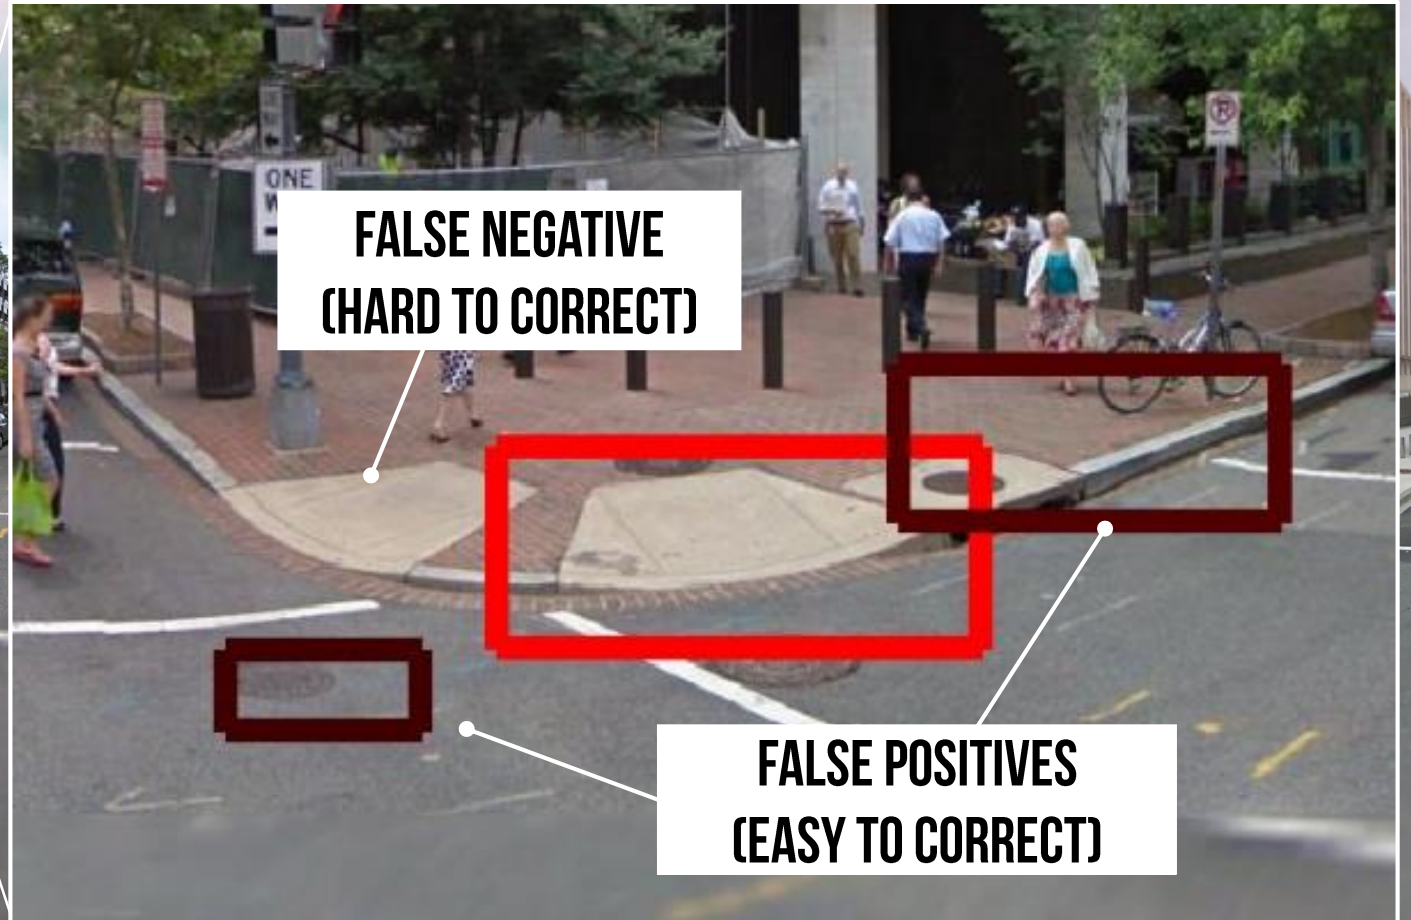 ONE
FALSE NEGATIVE
(HARD TO CORRECT)
FALSE POSITIVES
(EASY TO CORRECT)